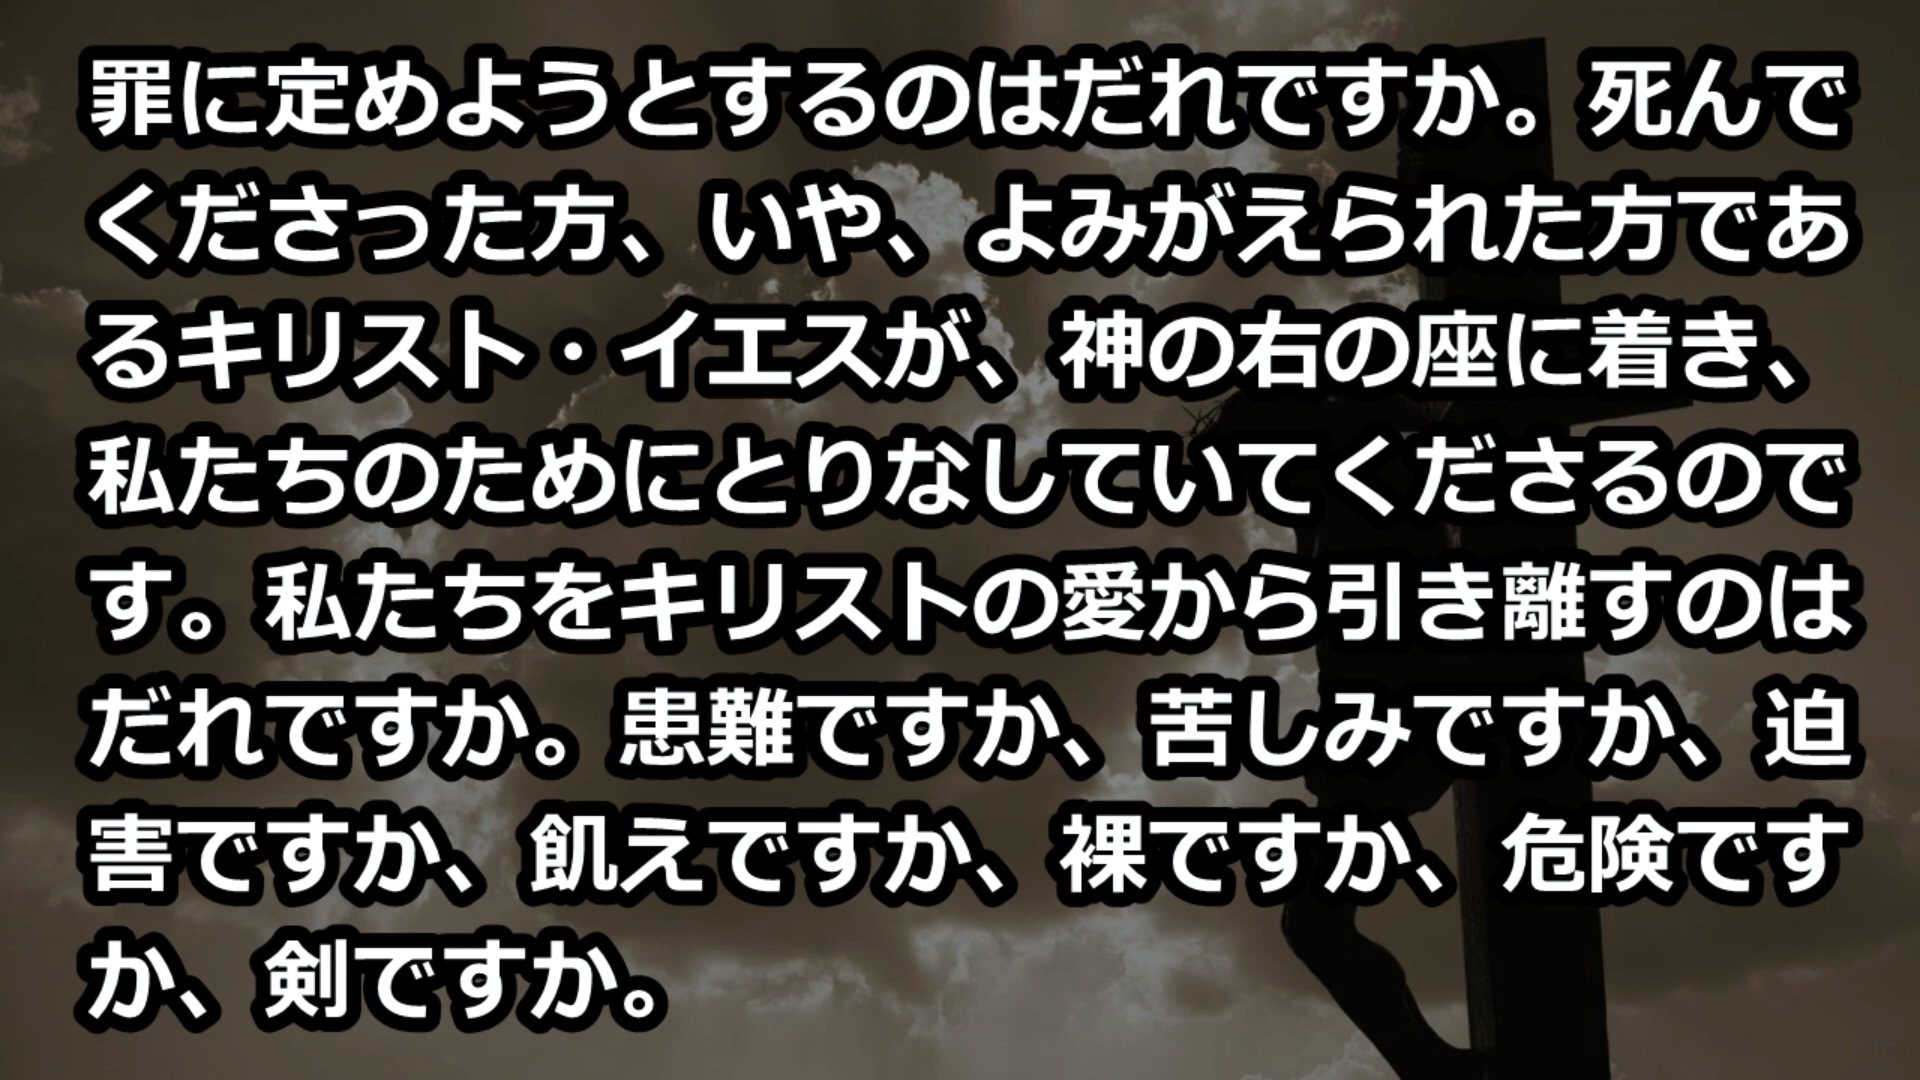 罪に定めようとするのはだれですか。死んで
くださった方、いや、よみがえられた方であ
るキリスト・イエスが、神の右の座に着き、
私たちのためにとりなしていてくださるので
す。私たちをキリストの愛から引き離すのは
だれですか。患難ですか、苦しみですか、迫
害ですか、飢えですか、裸ですか、危険です
か、剣ですか。